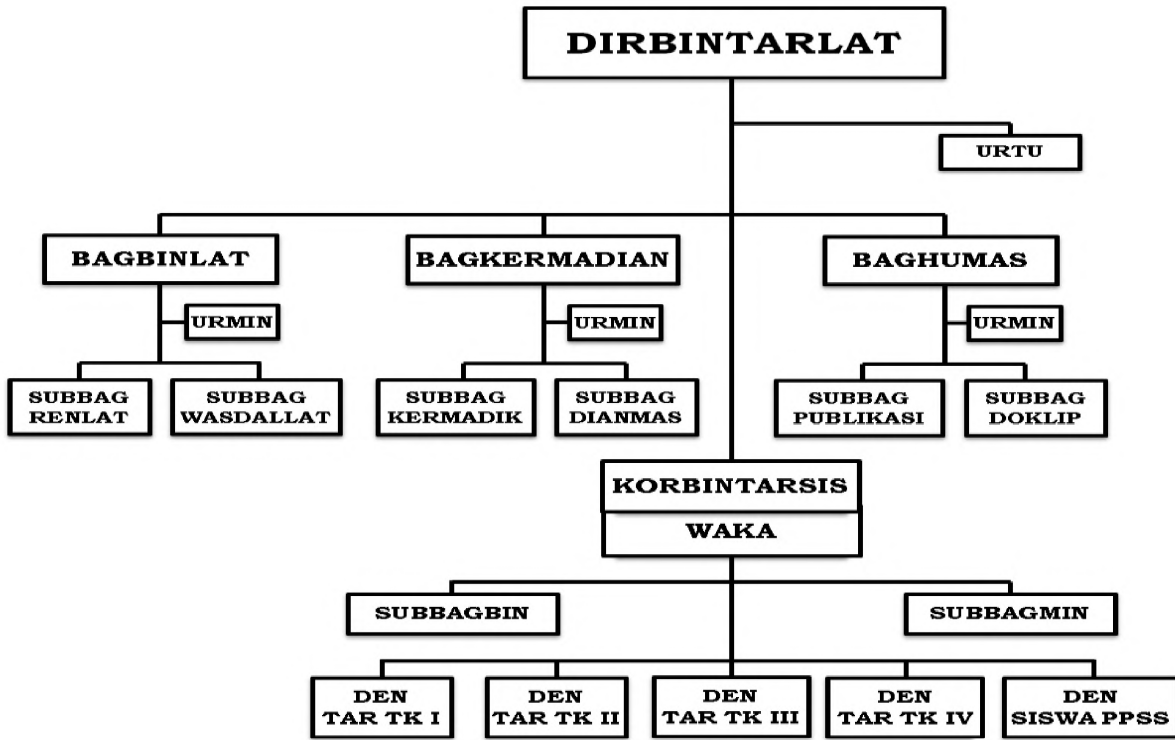 DIRBINTARLAT
URTU
BAGBINLAT
BAGKERMADIAN
BAGHUMAS
URMIN
URMIN
URMIN
SUBBAG
RENLAT
SUBBAG
WASDALLAT
SUBBAG
KERMADIK
SUBBAG
DIANMAS
SUBBAG
PUBLIKASI
SUBBAG
DOKLIP
KORBINTARSIS
WAKA
SUBBAGBIN
SUBBAGMIN
DEN
TAR TK I
DEN
TAR TK II
DEN
TAR TK III
DEN
TAR TK IV
DEN
SISWA PPSS